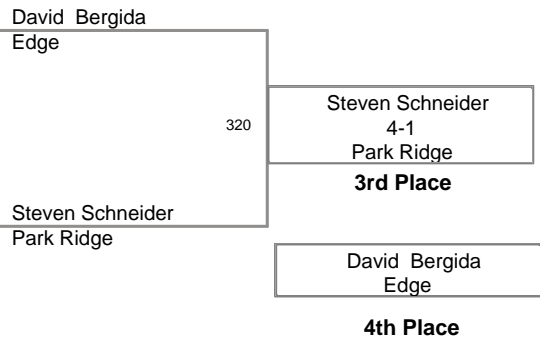 David Bergida
Edge
320
Steven Schneider
4-1
Park Ridge
3rd Place
Steven Schneider
Park Ridge
David Bergida
Edge
4th Place